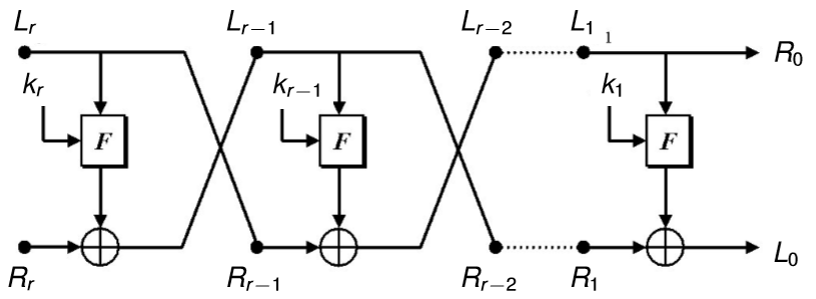 L_r L_{r−1} L_{r−2} L_1 1 R_0
k_r k_{r−1} k_1
F F F
R_r R_{r−1} R_{r−2} R_1 L_0